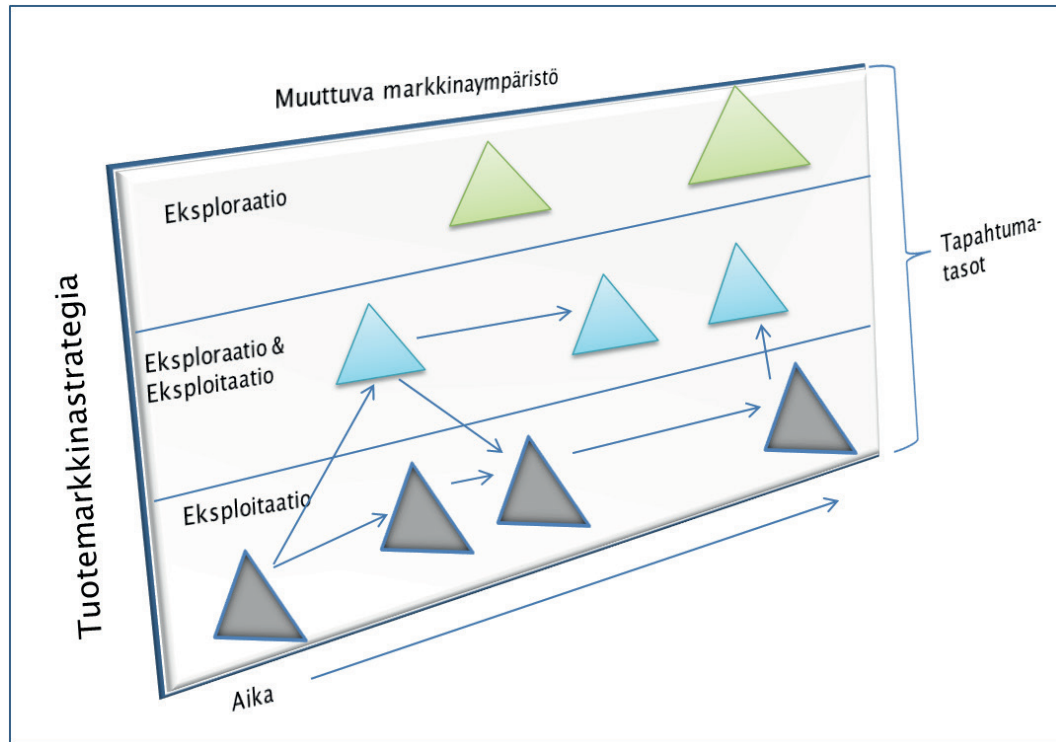 Muuttuva markkinaympäristö
Eksploraatio
Tapahtuma-
tasot
Tuotemarkkinastrategia
Eksploraatio &
Eksploitaatio
Eksploitaatio
Aika